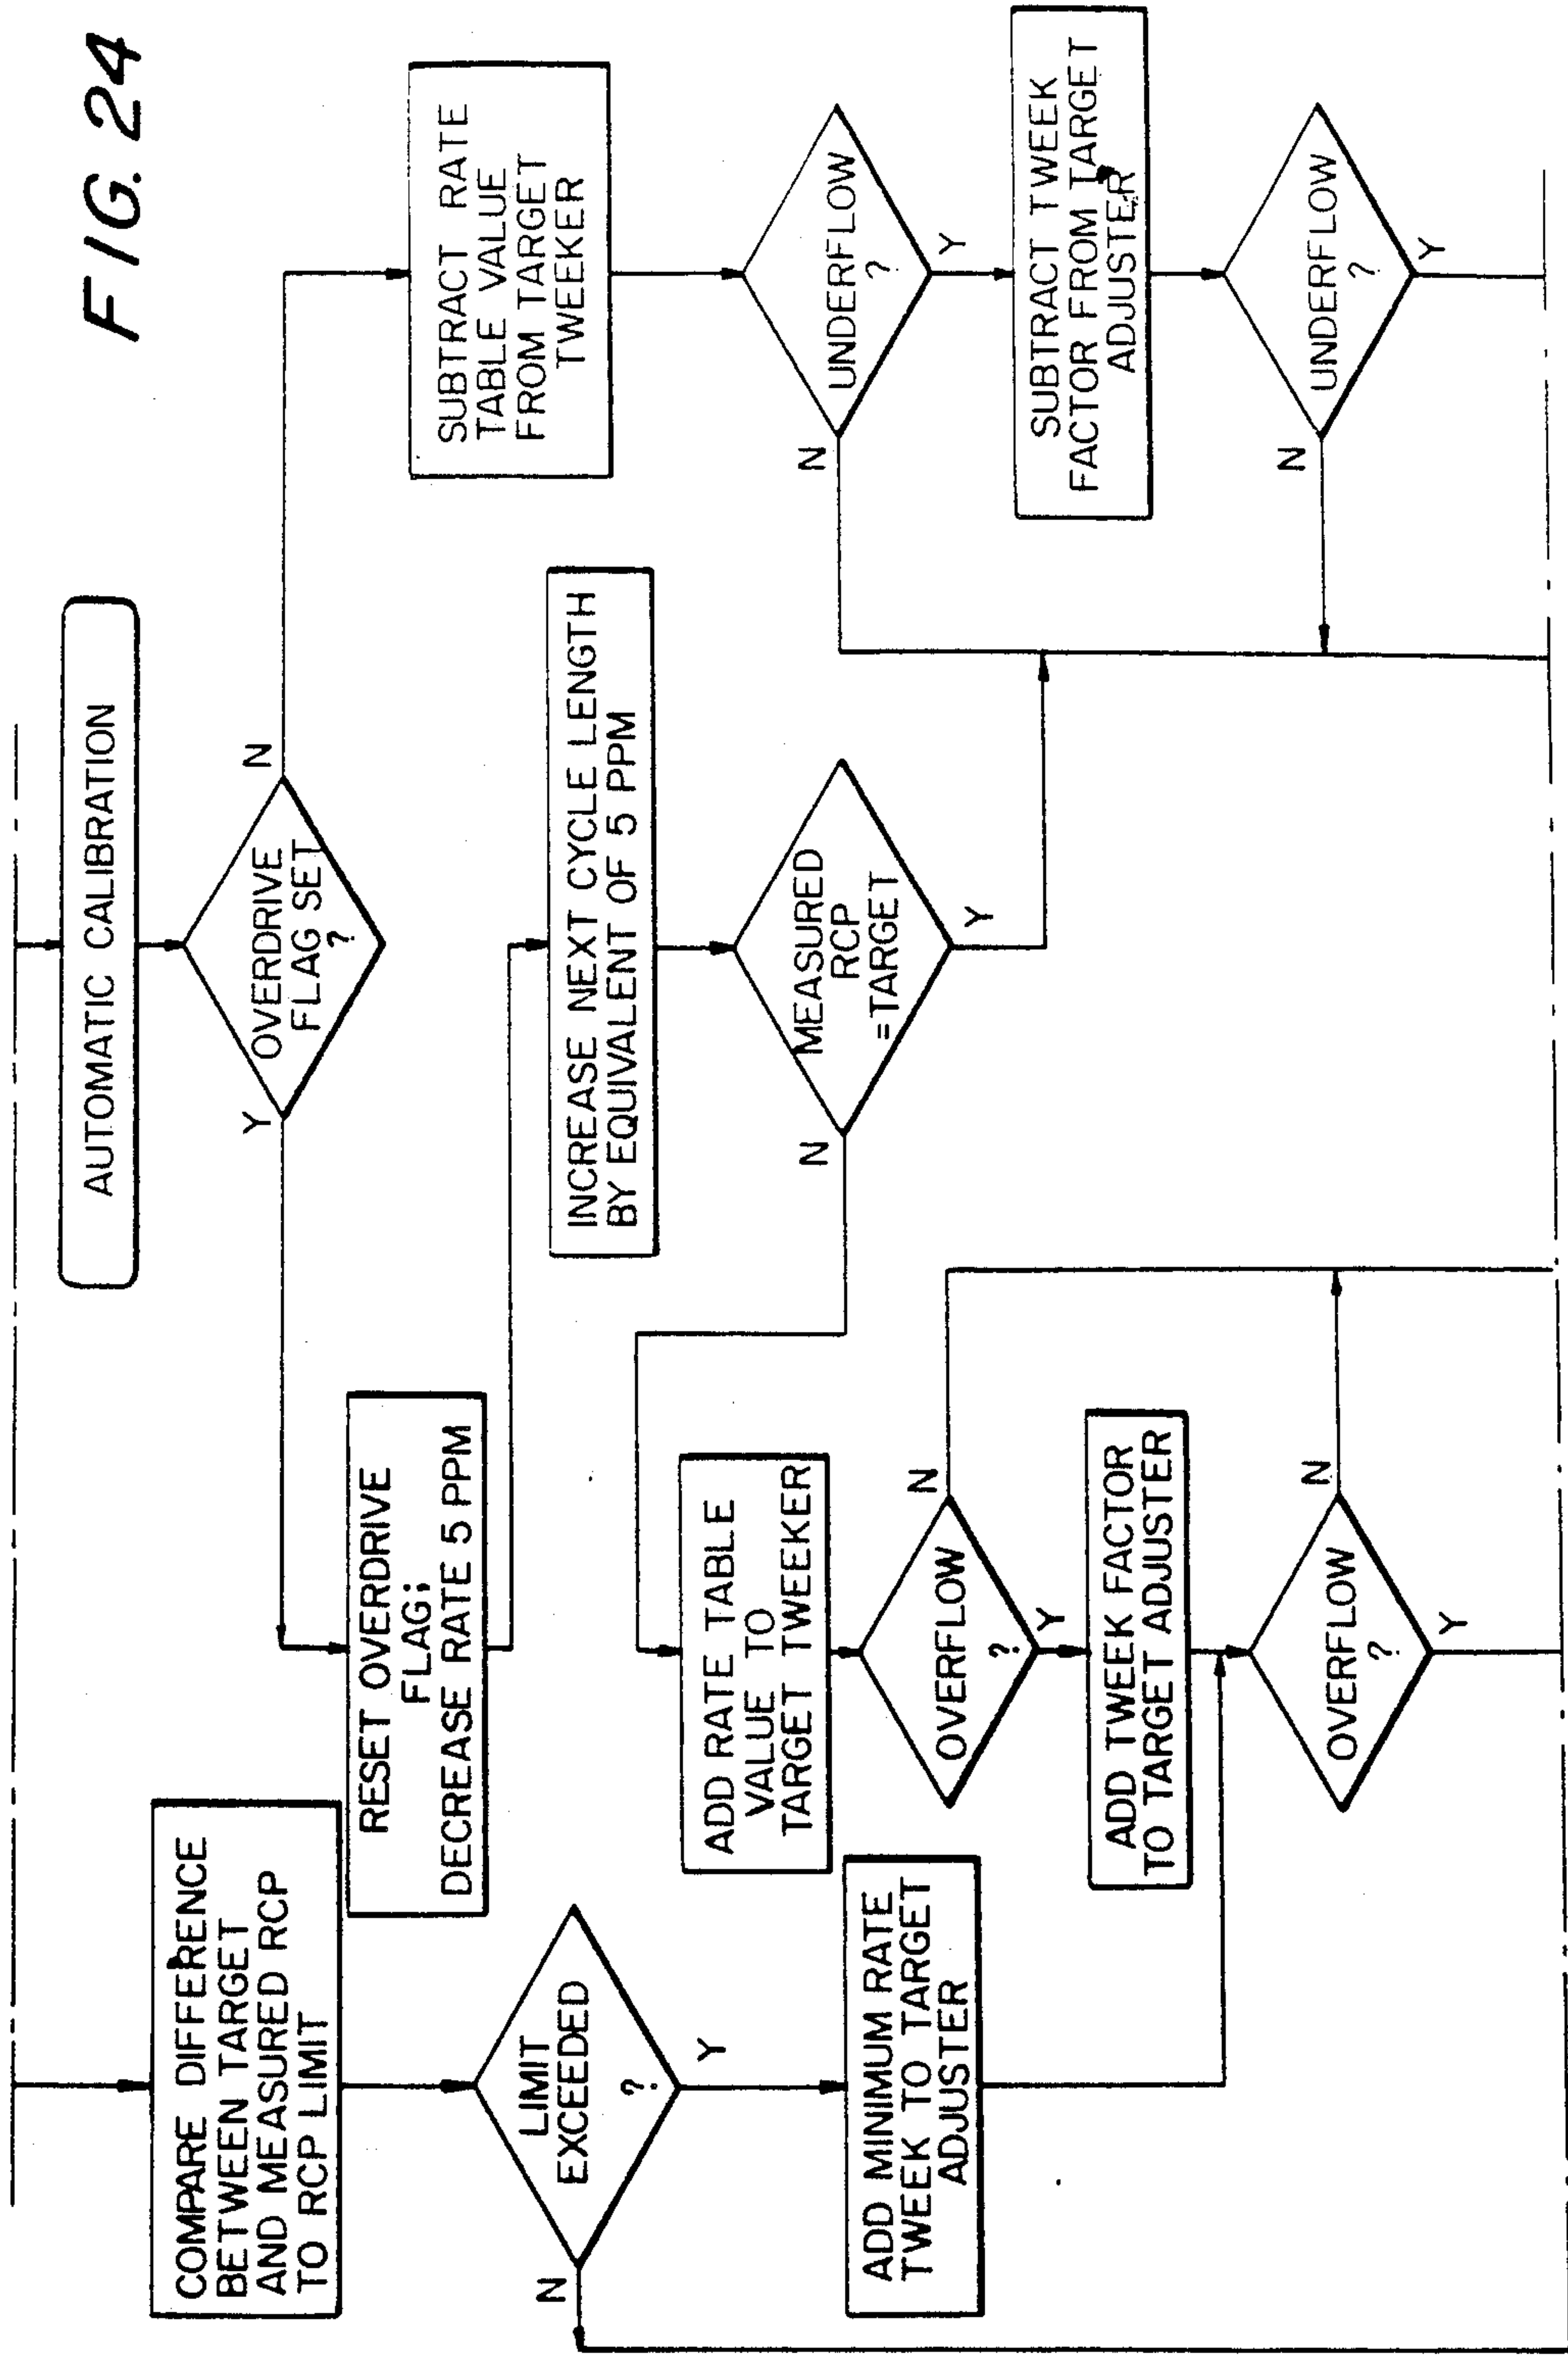 FIG. 24
AUTOMATIC CALIBRATION
OVERDRIVE
FLAG SET
?
Y
N
COMPARE DIFFERENCE
BETWEEN TARGET
AND MEASURED RCP
TO RCP LIMIT
LIMIT
EXCEEDED
?
N
Y
ADD MINIMUM RATE
TWEEK TO TARGET
ADJUSTER
RESET OVERDRIVE
FLAG;
DECREASE RATE 5 PPM
INCREASE NEXT CYCLE LENGTH
BY EQUIVALENT OF 5 PPM
MEASURED
RCP
=TARGET
N
Y
ADD RATE TABLE
VALUE TO
TARGET TWEEKER
OVERFLOW
?
N
Y
ADD TWEEK FACTOR
TO TARGET ADJUSTER
OVERFLOW
?
N
Y
SUBTRACT RATE
TABLE VALUE
FROM TARGET
TWEEKER
UNDERFLOW
?
N
Y
SUBTRACT TWEEK
FACTOR FROM TARGET
ADJUSTER
UNDERFLOW
?
N
Y